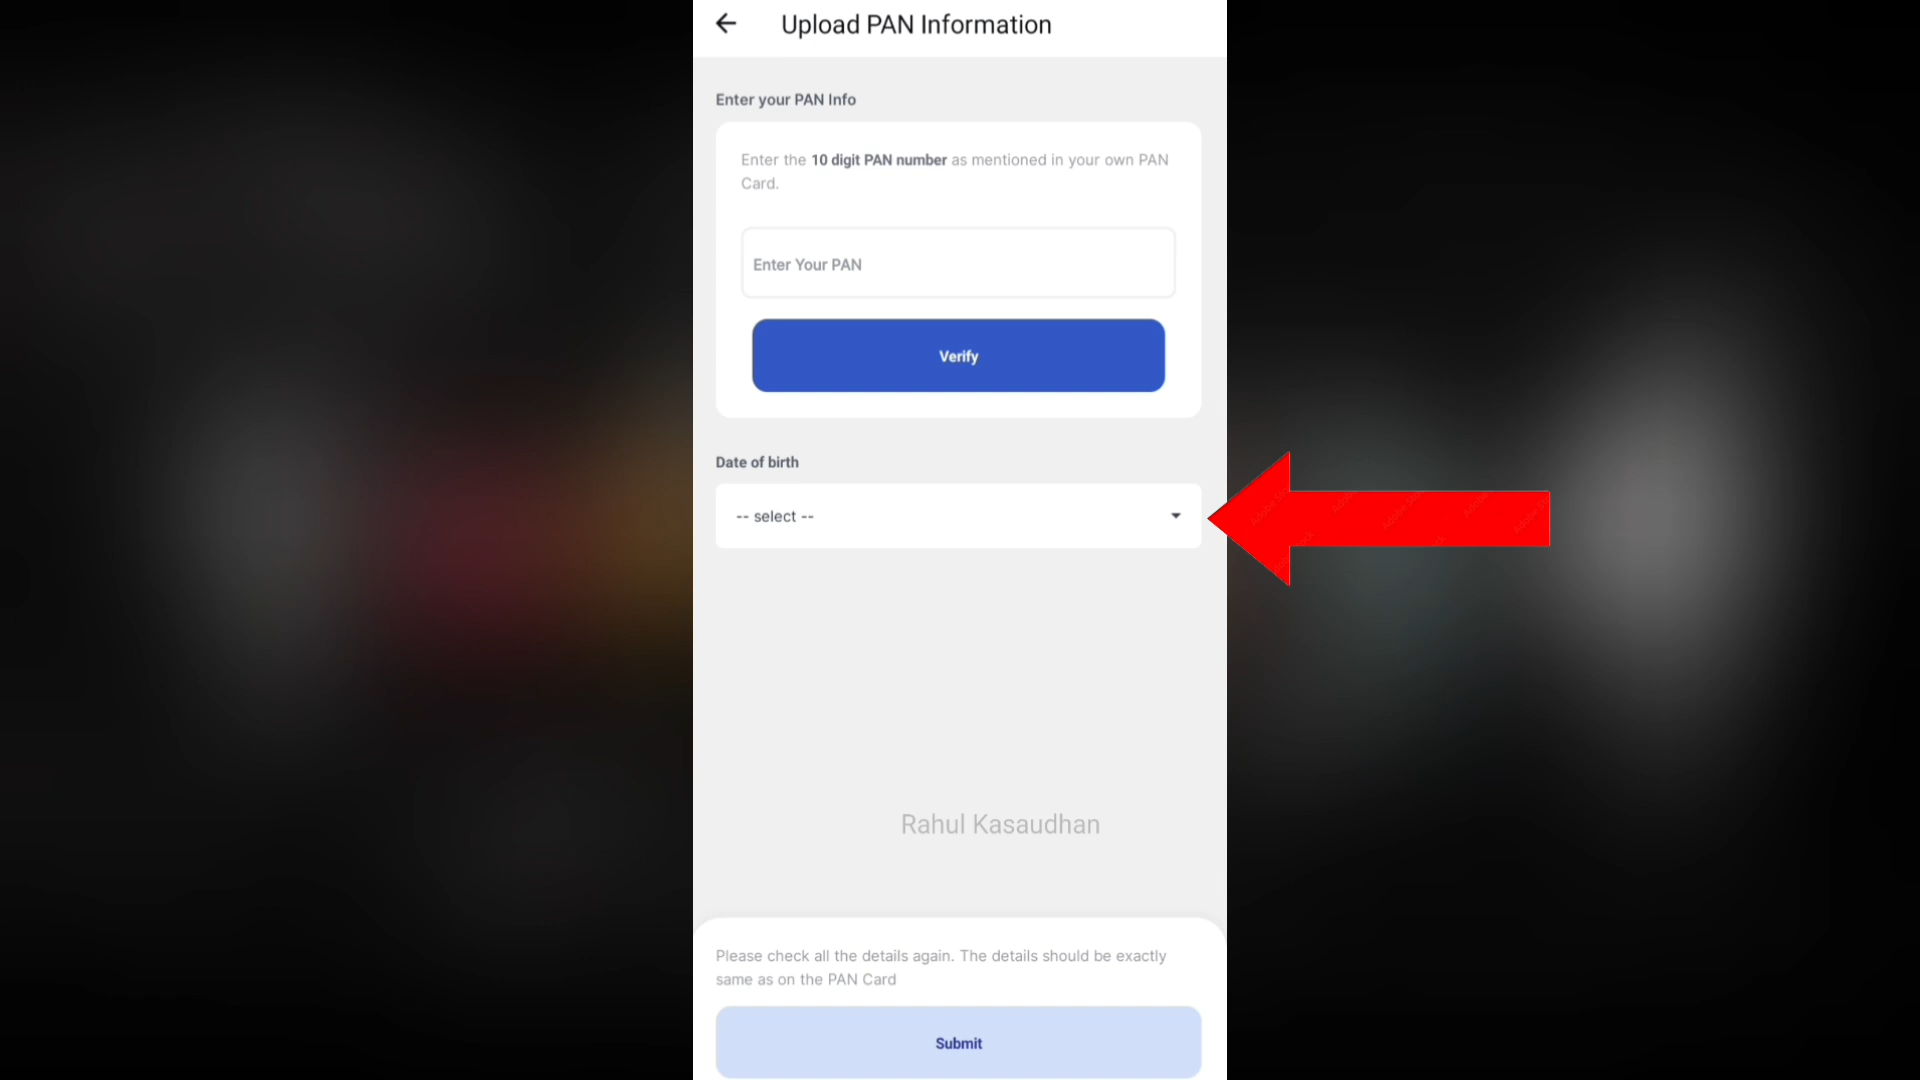 Upload PAN Information
Enter your PAN Info
Enter the 10 digit PAN number as mentioned in your own PAN
Card.
Enter Your PAN
Verify
Date of birth
-- select --
Rahul Kasaudhan
Please check all the details again. The details should be exactly
same as on the PAN Card
Submit